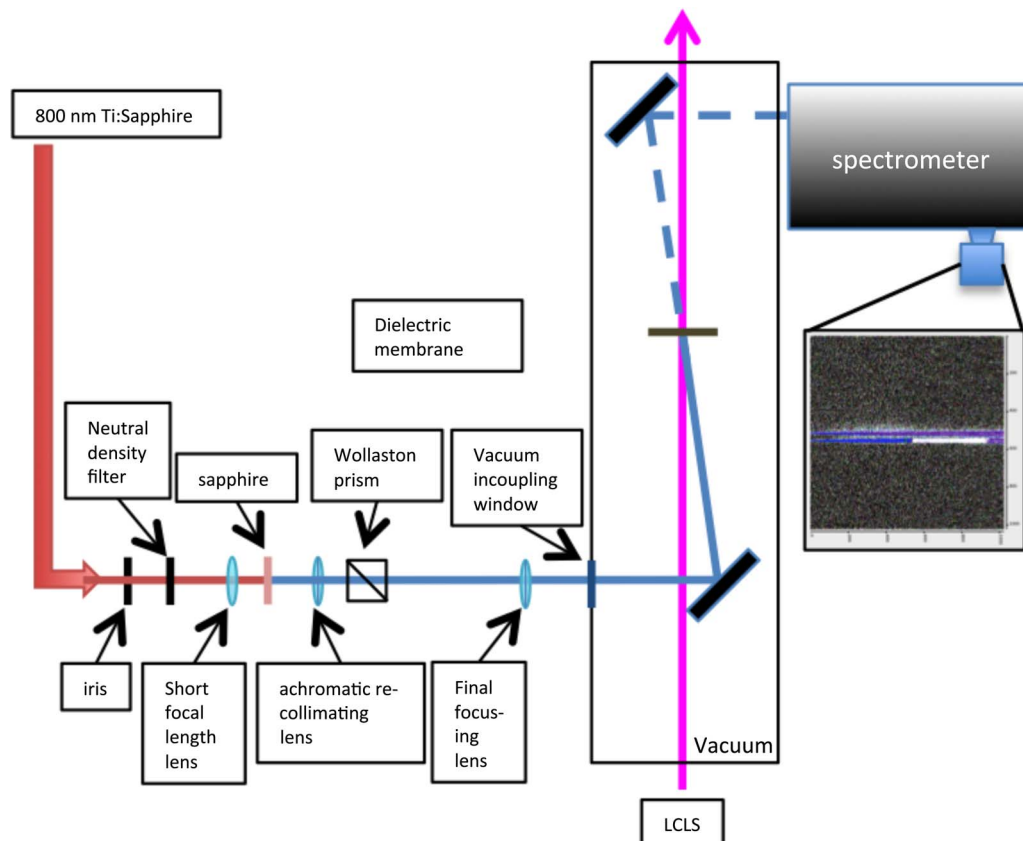 800 nm Ti:Sapphire
spectrometer
Dielectric
membrane
Neutral
density
filter
sapphire
Wollaston
prism
Vacuum
incoupling
window
iris
Short
focal
length
lens
achromatic re-
collimating
lens
Final
focus-
ing
lens
Vacuum
LCLS